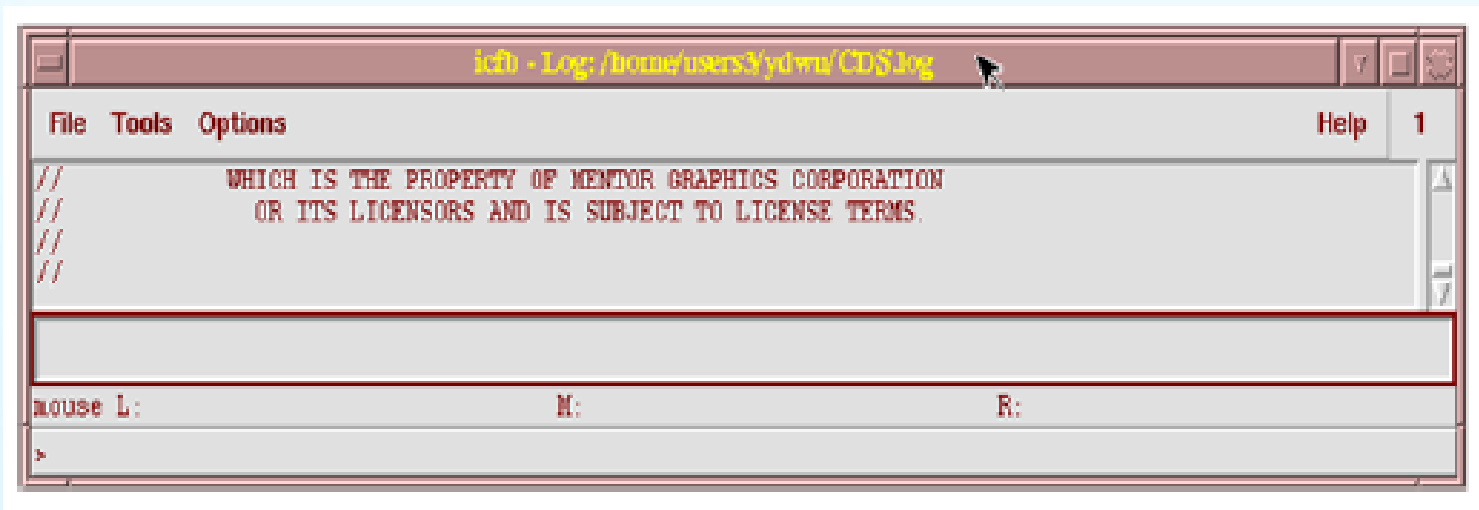 icfb - Log: /home/users3/ydwu/CDS.log
File Tools Options Help 1
// WHICH IS THE PROPERTY OF MENTOR GRAPHICS CORPORATION
// OR ITS LICENSORS AND IS SUBJECT TO LICENSE TERMS.
//
//
mouse L: M: R:
>